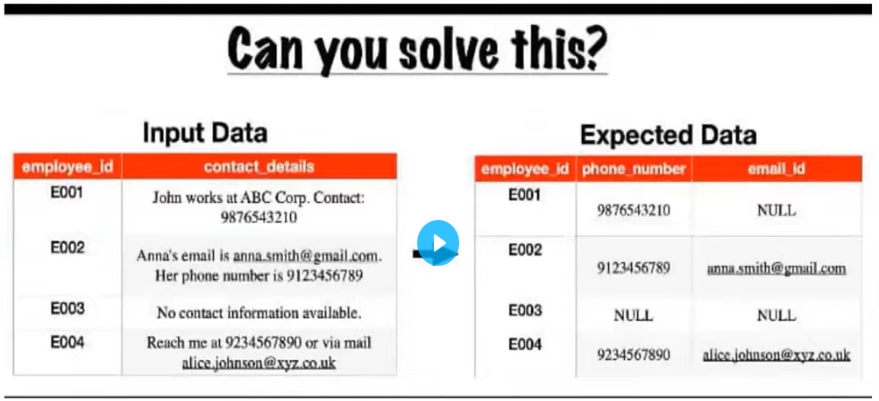 Can you solve this?
Input Data
employee_id contact_details
E001 John works at ABC Corp. Contact:
9876543210
E002 Anna's email is anna.smith@gmail.com.
Her phone number is 9123456789
E003 No contact information available.
E004 Reach me at 9234567890 or via mail
alice.johnson@xyz.co.uk
Expected Data
employee_id phone_number email_id
E001 9876543210 NULL
E002 9123456789 anna.smith@gmail.com
E003 NULL NULL
E004 9234567890 alice.johnson@xyz.co.uk